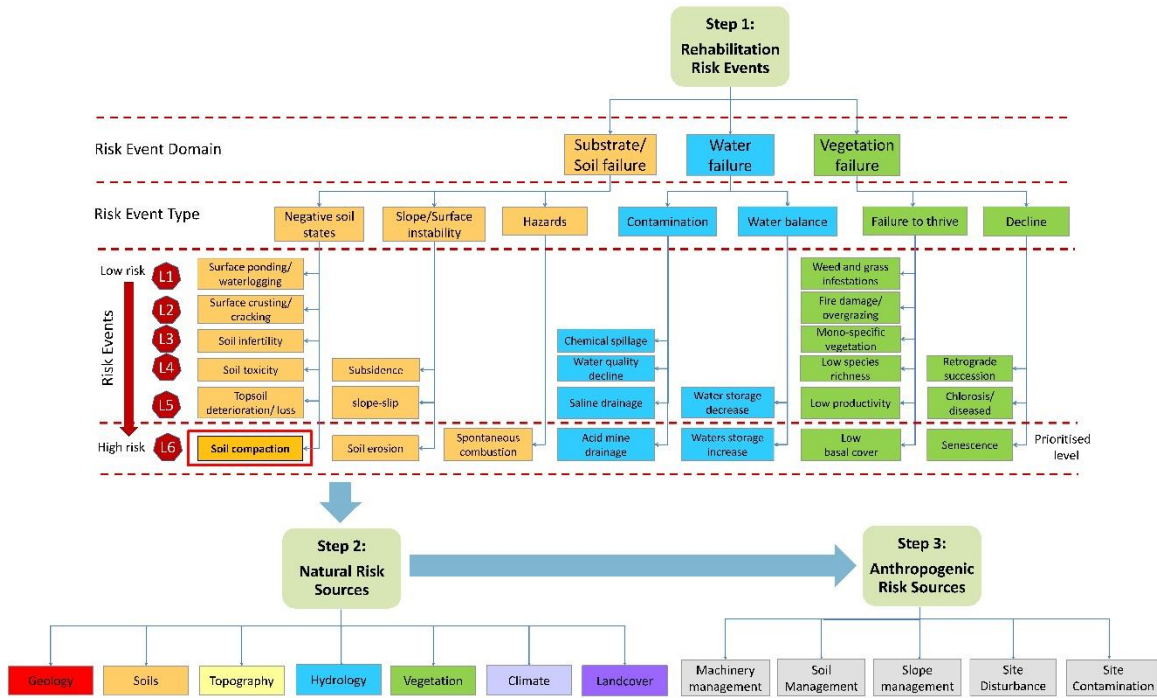 Step 1:
Rehabilitation
Risk Events
Risk Event Domain
Substrate/
Soil failure
Water
failure
Vegetation
failure
Risk Event Type
Negative soil
states
Slope/Surface
instability
Hazards
Contamination
Water balance
Failure to thrive
Decline
Risk Events
Low risk
L1
Surface ponding/
waterlogging
Weed and grass
infestations
L2
Surface crusting/
cracking
Fire damage/
overgrazing
L3
Soil infertility
Chemical spillage
Mono-specific
vegetation
L4
Soil toxicity
Subsidence
Water quality
decline
Low species
richness
Retrograde
succession
L5
Topsoil
deterioration/ loss
slope-slip
Saline drainage
Water storage
decrease
Low productivity
Chlorosis/
diseased
High risk
L6
Soil compaction
Soil erosion
Spontaneous
combustion
Acid mine
drainage
Waters storage
increase
Low
basal cover
Senescence
Prioritised
level
Step 2:
Natural Risk
Sources
Step 3:
Anthropogenic
Risk Sources
Geology
Soils
Topography
Hydrology
Vegetation
Climate
Landcover
Machinery
management
Soil
Management
Slope
management
Site
Disturbance
Site
Contamination